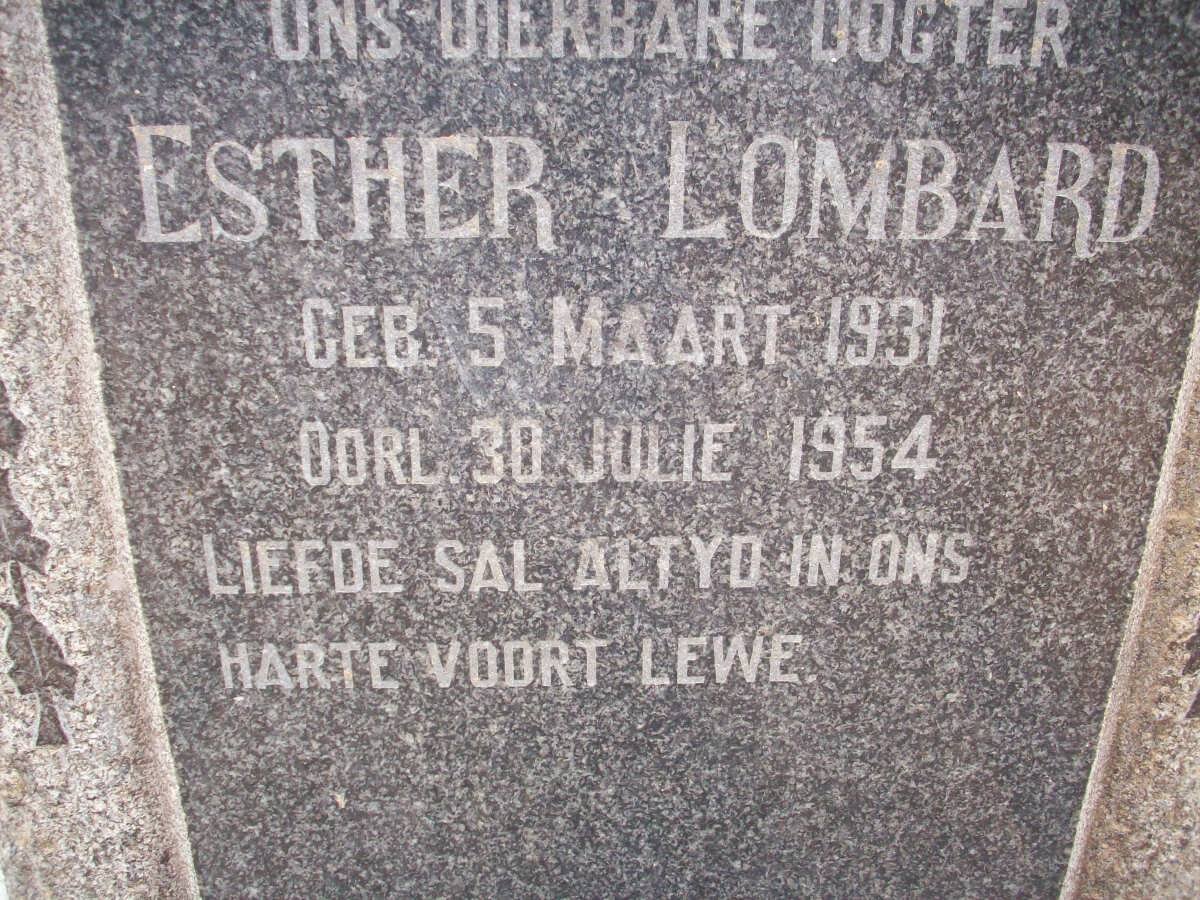 ONS DIERBARE DOGTER
ESTHER LOMBARD
GEB. 5 MAART 1931
OORL. 30 JULIE 1954
LIEFDE SAL ALTYD IN ONS
HARTE VOORT LEWE.